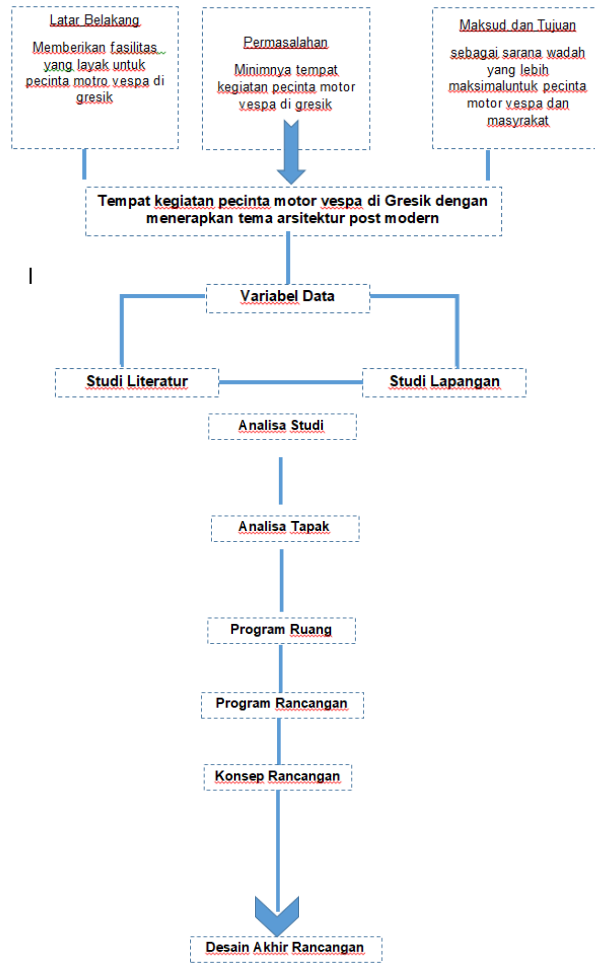 Latar Belakang
Memberikan fasilitas
yang layak untuk
pecinta motro vespa di
gresik
Permasalahan
Minimnya tempat
kegiatan pecinta motor
vespa di gresik
Maksud dan Tujuan
sebagai sarana wadah
yang lebih
maksimaluntuk pecinta
motor vespa dan
masyrakat
Tempat kegiatan pecinta motor vespa di Gresik dengan
menerapkan tema arsitektur post modern
Variabel Data
Studi Literatur
Studi Lapangan
Analisa Studi
Analisa Tapak
Program Ruang
Program Rancangan
Konsep Rancangan
Desain Akhir Rancangan